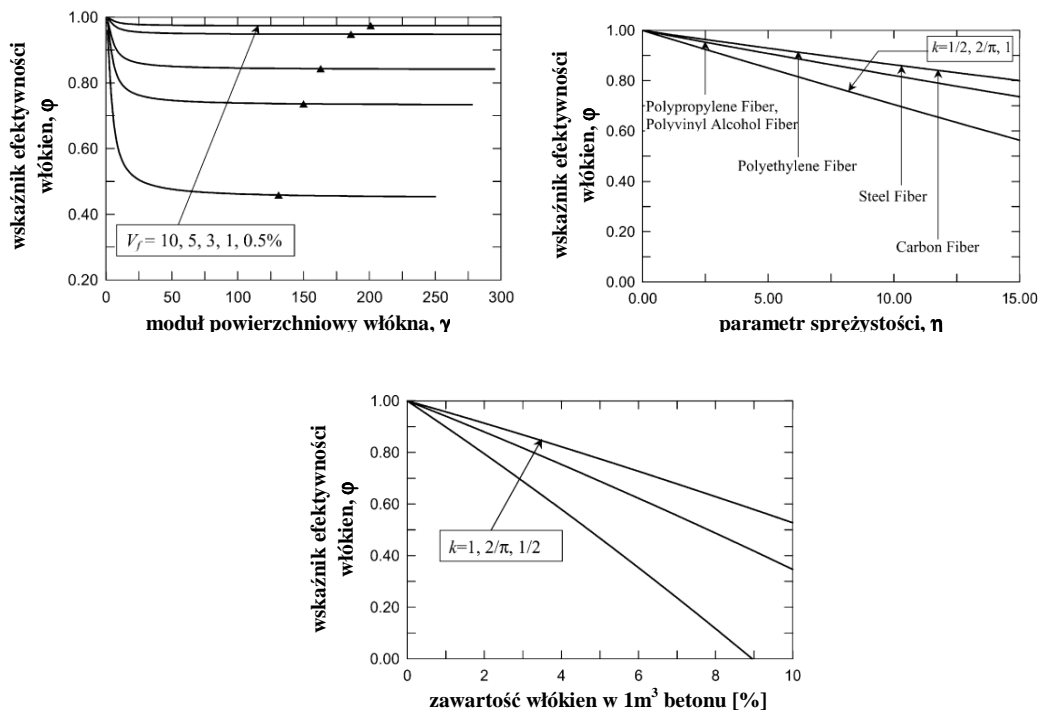 wskaźnik efektywności
włókien, φ
1.00
0.80
0.60
0.40
0.20
V_f = 10, 5, 3, 1, 0.5%
0 50 100 150 200 250 300
moduł powierzchniowy włókna, γ
wskaźnik efektywności
włókien, φ
1.00
0.80
0.60
0.40
0.20
0.00
k=1/2, 2/π, 1
Polypropylene Fiber,
Polyvinyl Alcohol Fiber
Polyethylene Fiber
Steel Fiber
Carbon Fiber
0.00 5.00 10.00 15.00
parametr sprężystości, η
wskaźnik efektywności
włókien, φ
1.00
0.80
0.60
0.40
0.20
0.00
k=1, 2/π, 1/2
0 2 4 6 8 10
zawartość włókien w 1m³ betonu [%]